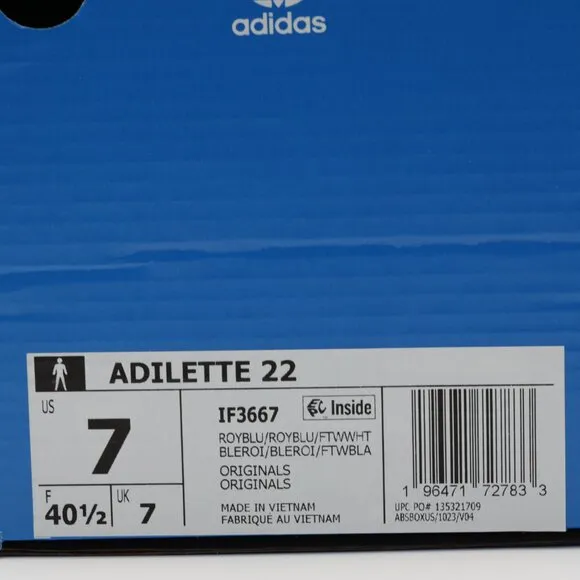 adidas
ADILETTE 22
US
7
F
40½
UK
7
IF3667
Inside
ROYBLU/ROYBLU/FTWWHT
BLEROI/BLEROI/FTWBLA
ORIGINALS
ORIGINALS
MADE IN VIETNAM
FABRIQUÉ AU VIETNAM
1 96471 72783 3
UPC PO# 135321709
ABSBOXUS/1023/V04